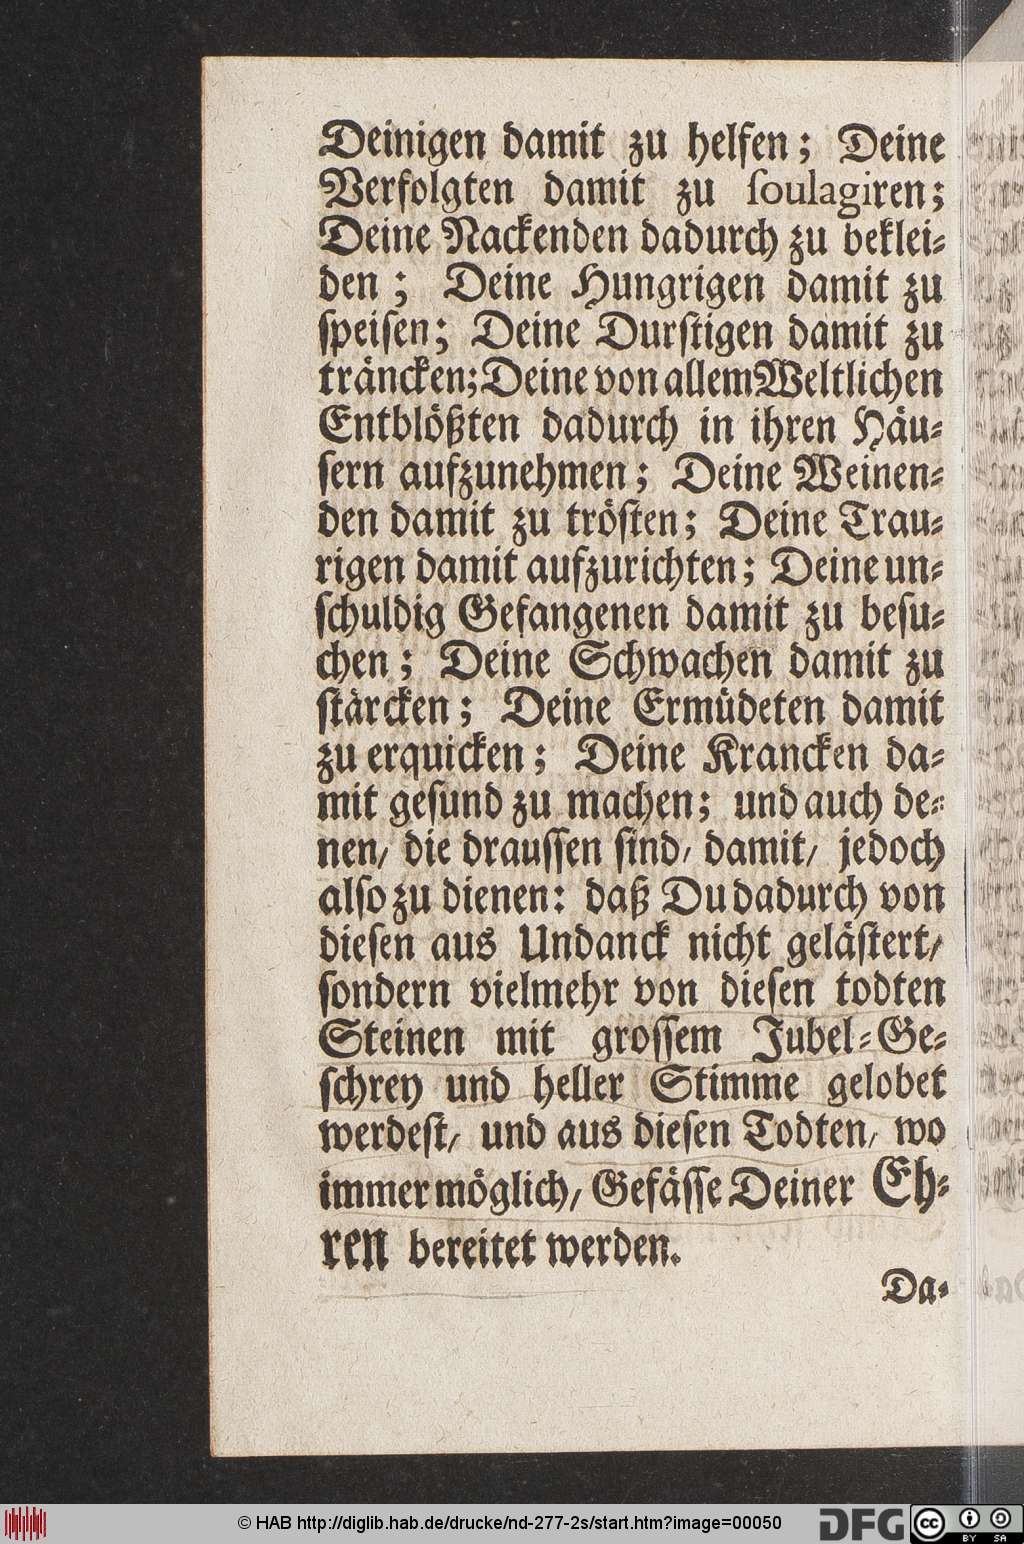 Deinigen damit zu helfen; Deine
Verfolgten damit zu ſoulagiren;
Deine Nackenden dadurch zu beklei⸗
den; Deine Hungrigen damit zu
ſpeiſen; Deine Durſtigen damit zu
träncken; Deine von allem Weltlichen
Entblößten dadurch in ihren Häu⸗
ſern aufzunehmen; Deine Weinen⸗
den damit zu tröſten; Deine Trau⸗
rigen damit aufzurichten; Deine un⸗
ſchuldig Gefangenen damit zu beſu⸗
chen; Deine Schwachen damit zu
ſtärcken; Deine Ermüdeten damit
zu erquicken; Deine Krancken da⸗
mit geſund zu machen; und auch de⸗
nen/ die drauſſen ſind/ damit/ jedoch
alſo zu dienen: daß Du dadurch von
dieſen aus Undanck nicht geläſtert/
ſondern vielmehr von dieſen todten
Steinen mit groſſem Jubel⸗Ge⸗
ſchrey und heller Stimme gelobet
werdeſt/ und aus dieſen Todten/ wo
immer möglich/ Gefäſſe Deiner Eh⸗
ren bereitet werden.
Da⸗
© HAB http://diglib.hab.de/drucke/nd-277-2s/start.htm?image=00050
DFG
cc BY SA